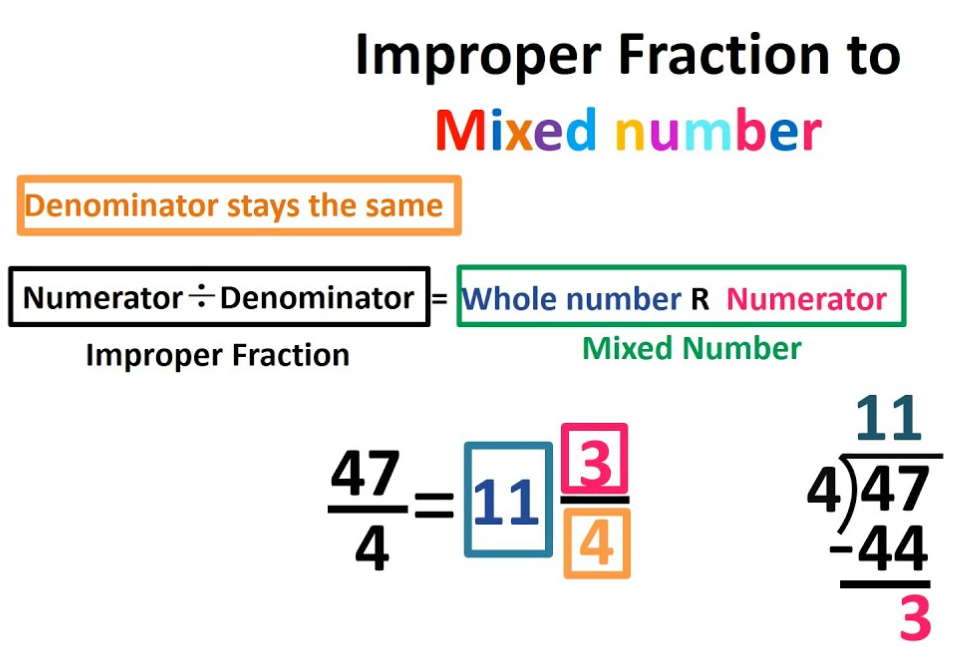 Improper Fraction to
Mixed number
Denominator stays the same
Numerator ÷ Denominator = Whole number R Numerator
Improper Fraction
Mixed Number
47
4
=
11
3
4
11
4)47
-44
3